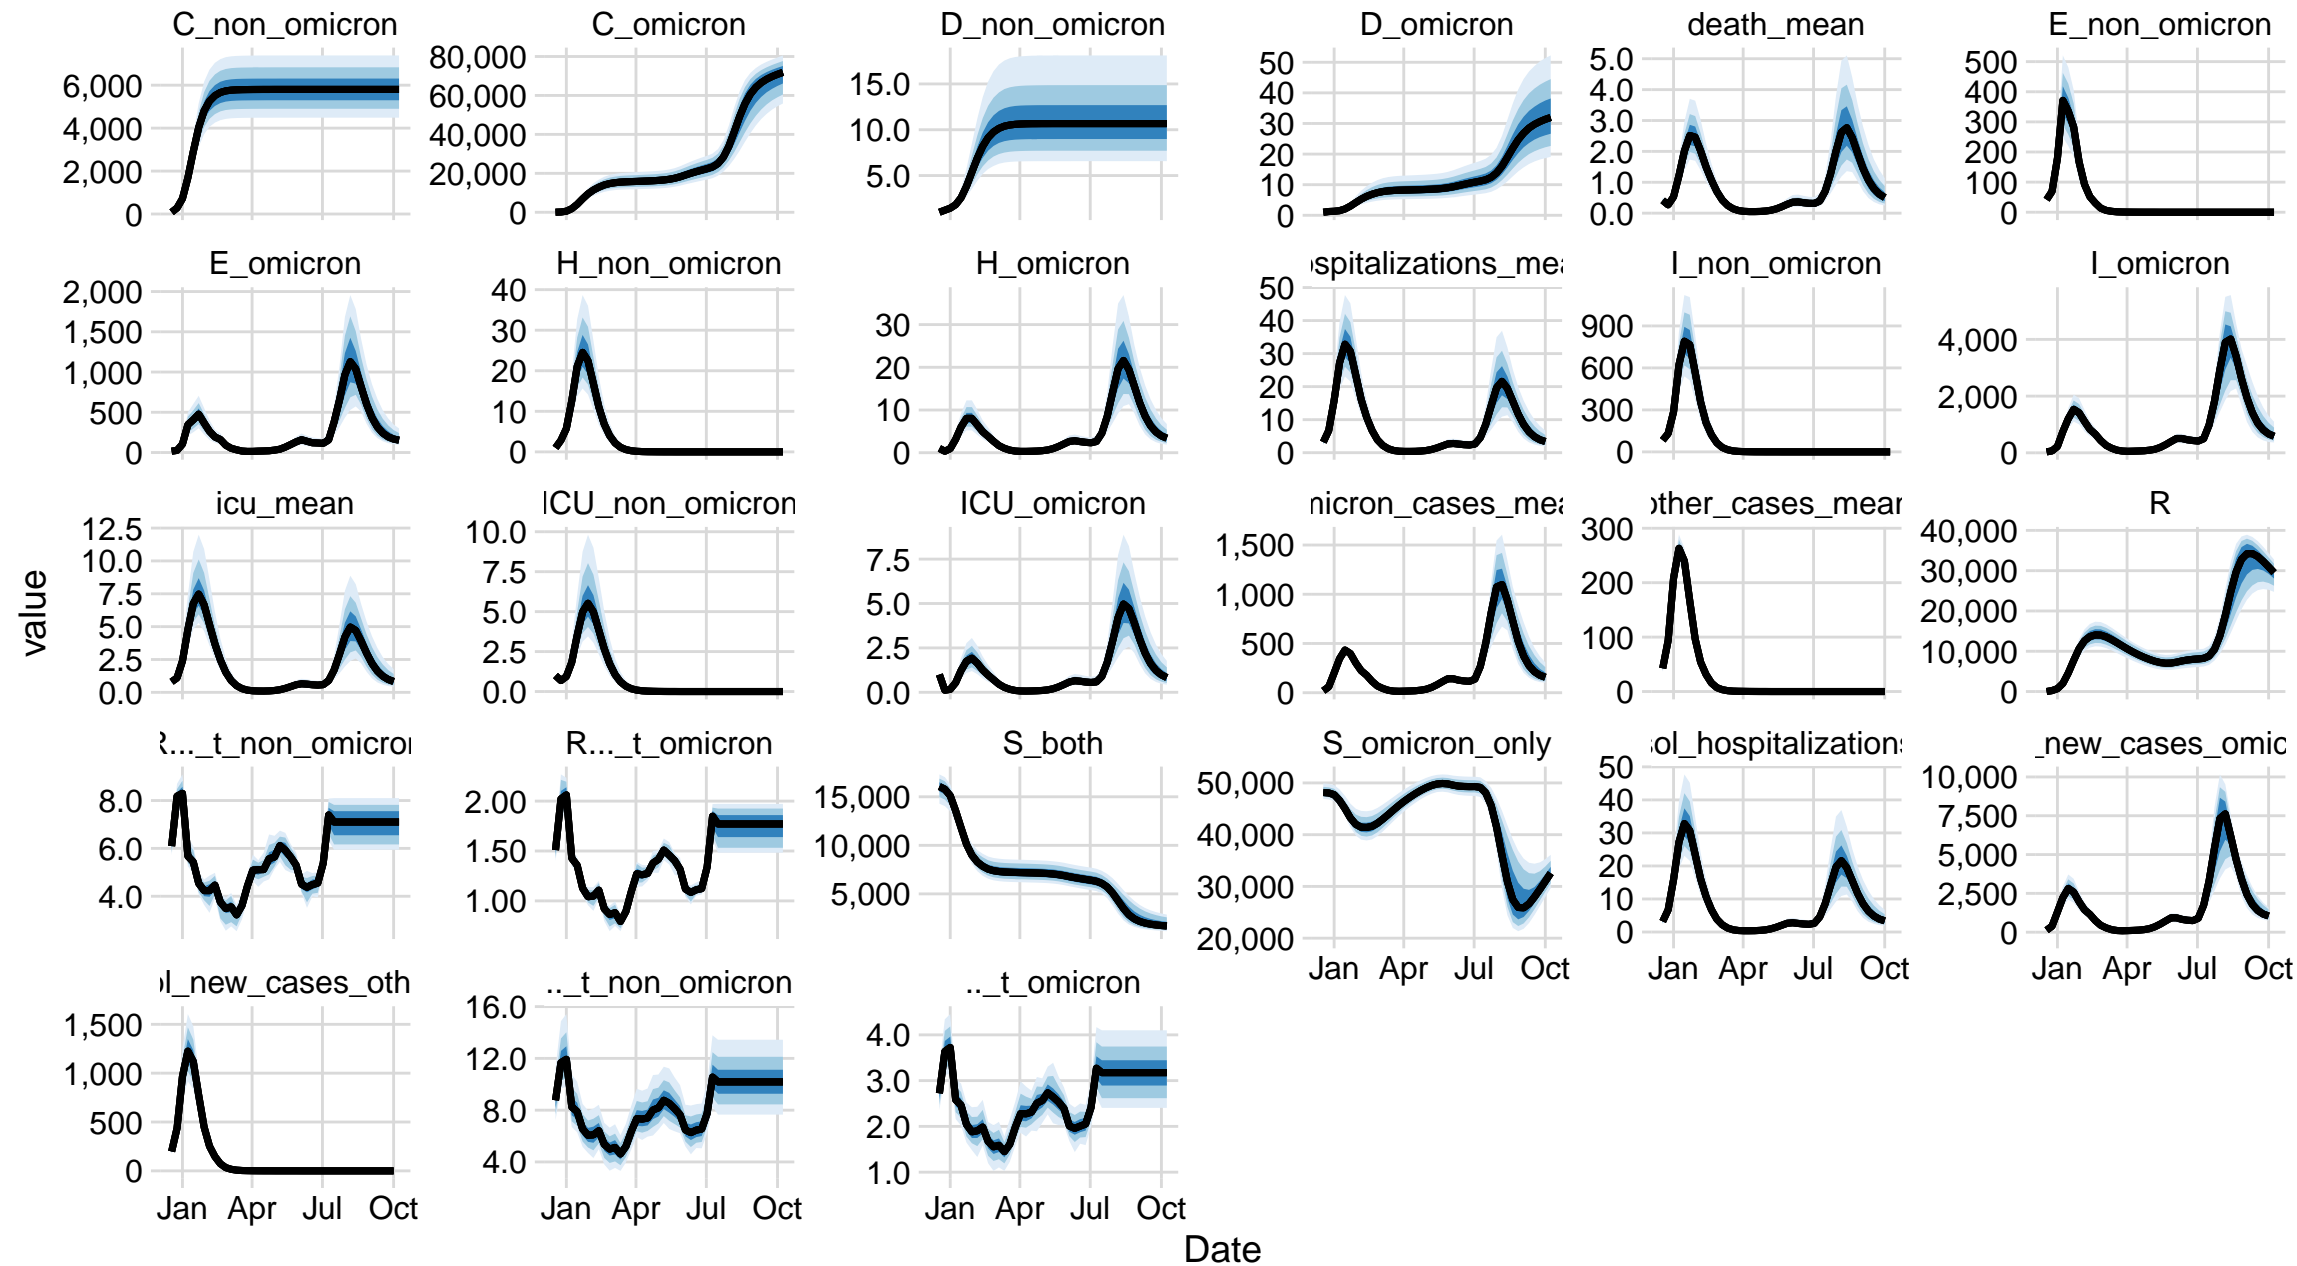 C_non_omicron C_omicron D_non_omicron D_omicron death_mean E_non_omicron
6,000 4,000 2,000 0
80,000 60,000 40,000 20,000 0
15.0 10.0 5.0
50 40 30 20 10 0
5.0 4.0 3.0 2.0 1.0 0.0
500 400 300 200 100 0
E_omicron H_non_omicron H_omicron ospitalizations_mea I_non_omicron I_omicron
2,000 1,500 1,000 500 0
40 30 20 10 0
30 20 10 0
50 40 30 20 10 0
900 600 300 0
4,000 2,000 0
icu_mean ICU_non_omicron ICU_omicron micron_cases_mea other_cases_mean R
12.5 10.0 7.5 5.0 2.5 0.0
10.0 7.5 5.0 2.5 0.0
7.5 5.0 2.5 0.0
1,500 1,000 500 0
300 200 100 0
40,000 30,000 20,000 10,000 0
R..._t_non_omicron R..._t_omicron S_both S_omicron_only sol_hospitalizations _new_cases_omic
8.0 6.0 4.0
2.00 1.50 1.00
15,000 10,000 5,000
50,000 40,000 30,000 20,000
50 40 30 20 10 0
10,000 7,500 5,000 2,500 0
Jan Apr Jul Oct Jan Apr Jul Oct Jan Apr Jul Oct
ol_new_cases_oth .._t_non_omicron .._t_omicron
1,500 1,000 500 0
16.0 12.0 8.0 4.0
4.0 3.0 2.0 1.0
Jan Apr Jul Oct Jan Apr Jul Oct Jan Apr Jul Oct
value
Date